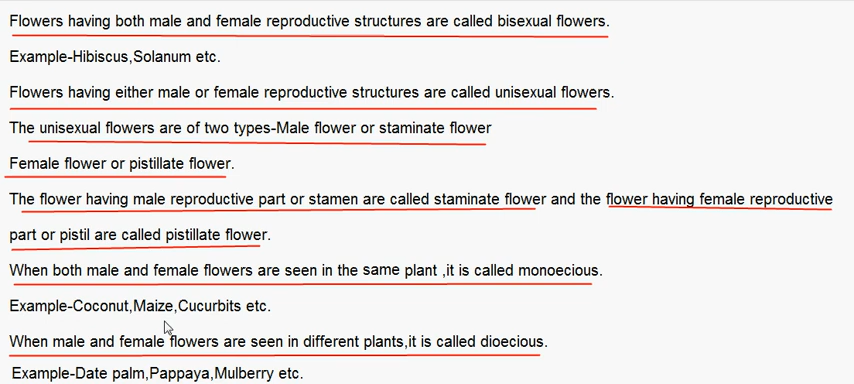 Flowers having both male and female reproductive structures are called bisexual flowers.
Example-Hibiscus,Solanum etc.
Flowers having either male or female reproductive structures are called unisexual flowers.
The unisexual flowers are of two types-Male flower or staminate flower
Female flower or pistillate flower.
The flower having male reproductive part or stamen are called staminate flower and the flower having female reproductive
part or pistil are called pistillate flower.
When both male and female flowers are seen in the same plant ,it is called monoecious.
Example-Coconut,Maize,Cucurbits etc.
When male and female flowers are seen in different plants,it is called dioecious.
Example-Date palm,Pappaya,Mulberry etc.